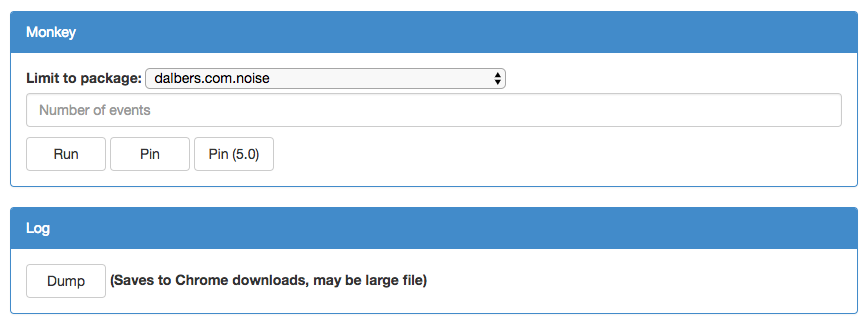 Monkey
Limit to package: dalbers.com.noise
Number of events
Run Pin Pin (5.0)
Log
Dump (Saves to Chrome downloads, may be large file)